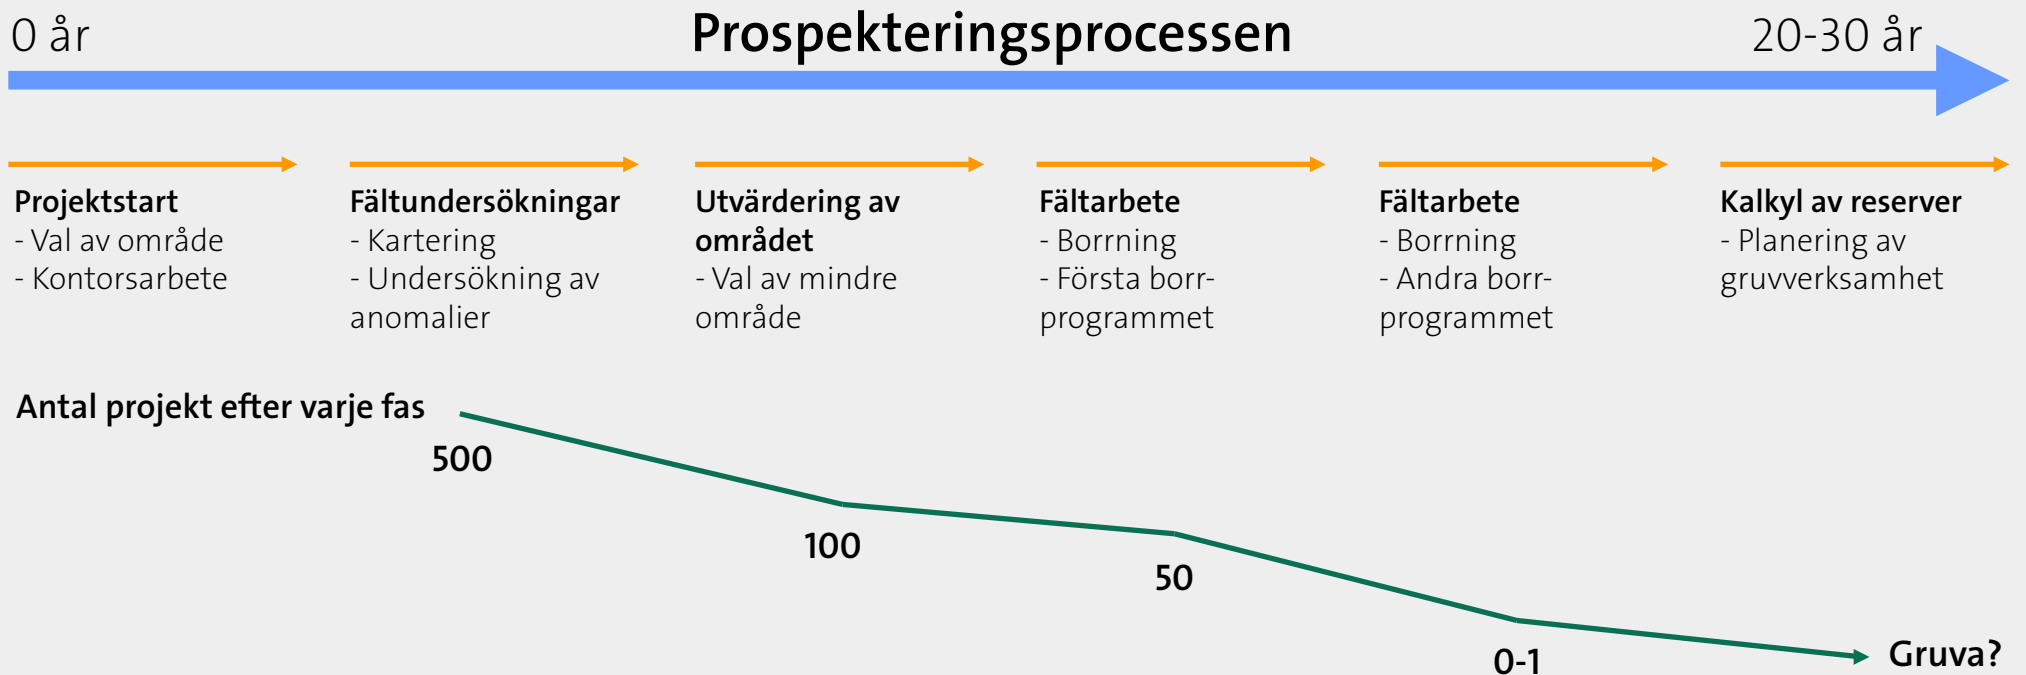 0 år
Prospekteringsprocessen
20-30 år
Projektstart
- Val av område
- Kontorsarbete
Fältundersökningar
- Kartering
- Undersökning av
anomalier
Utvärdering av
området
- Val av mindre
område
Fältarbete
- Borrning
- Första borr-
programmet
Fältarbete
- Borrning
- Andra borr-
programmet
Kalkyl av reserver
- Planering av
gruvverksamhet
Antal projekt efter varje fas
500
100
50
0-1
Gruva?